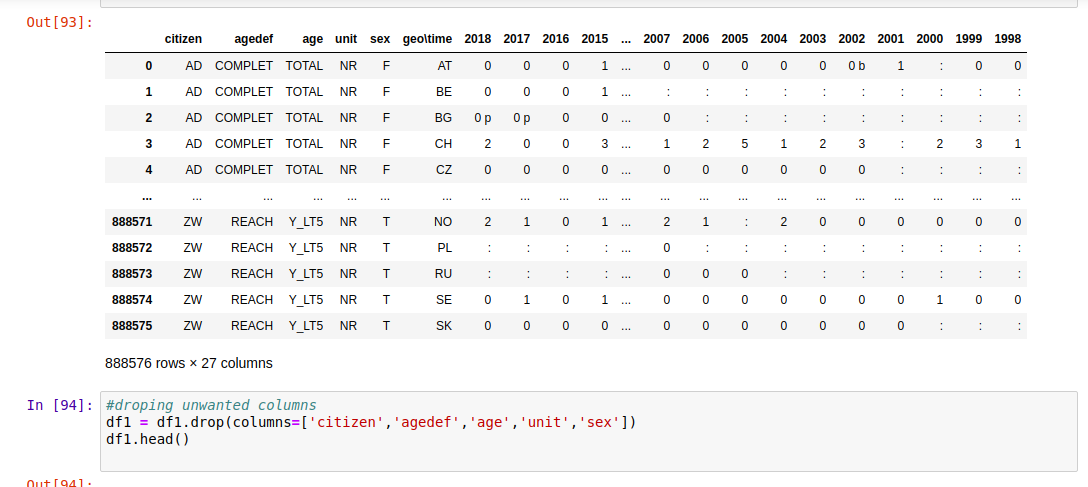 Out[93]:
citizen agedef age unit sex geo\time 2018 2017 2016 2015 ... 2007 2006 2005 2004 2003 2002 2001 2000 1999 1998
0 AD COMPLET TOTAL NR F AT 0 0 0 1 ... 0 0 0 0 0 0 b 1 : 0 0
1 AD COMPLET TOTAL NR F BE 0 0 0 1 ... : : : : : : : : : :
2 AD COMPLET TOTAL NR F BG 0 p 0 p 0 0 ... 0 : : : : : : : : :
3 AD COMPLET TOTAL NR F CH 2 0 0 3 ... 1 2 5 1 2 3 : 2 3 1
4 AD COMPLET TOTAL NR F CZ 0 0 0 0 ... 0 0 0 0 0 0 : : : :
... ... ... ... ... ... ... ... ... ... ... ... ... ... ... ... ... ... ... ... ... ...
888571 ZW REACH Y_LT5 NR T NO 2 1 0 1 ... 2 1 : 2 0 0 0 0 0 0
888572 ZW REACH Y_LT5 NR T PL : : : : ... 0 : : : : : : : : :
888573 ZW REACH Y_LT5 NR T RU : : : : ... 0 0 0 : : : : : : :
888574 ZW REACH Y_LT5 NR T SE 0 1 0 1 ... 0 0 0 0 0 0 0 1 0 0
888575 ZW REACH Y_LT5 NR T SK 0 0 0 0 ... 0 0 0 0 0 0 0 : : :
888576 rows × 27 columns
In [94]: #droping unwanted columns
df1 = df1.drop(columns=['citizen','agedef','age','unit','sex'])
df1.head()
Out[94]: